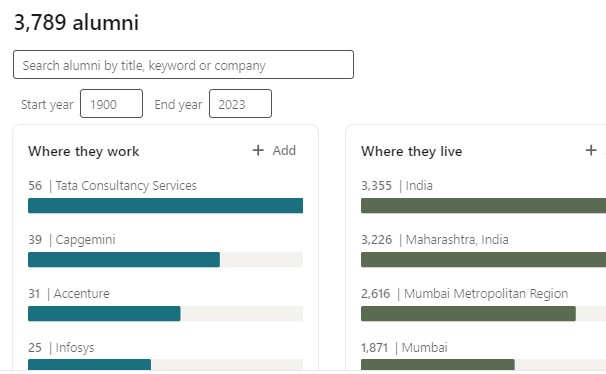 3,789 alumni
Search alumni by title, keyword or company
Start year 1900 End year 2023
Where they work + Add
56 | Tata Consultancy Services
39 | Capgemini
31 | Accenture
25 | Infosys
Where they live +
3,355 | India
3,226 | Maharashtra, India
2,616 | Mumbai Metropolitan Region
1,871 | Mumbai